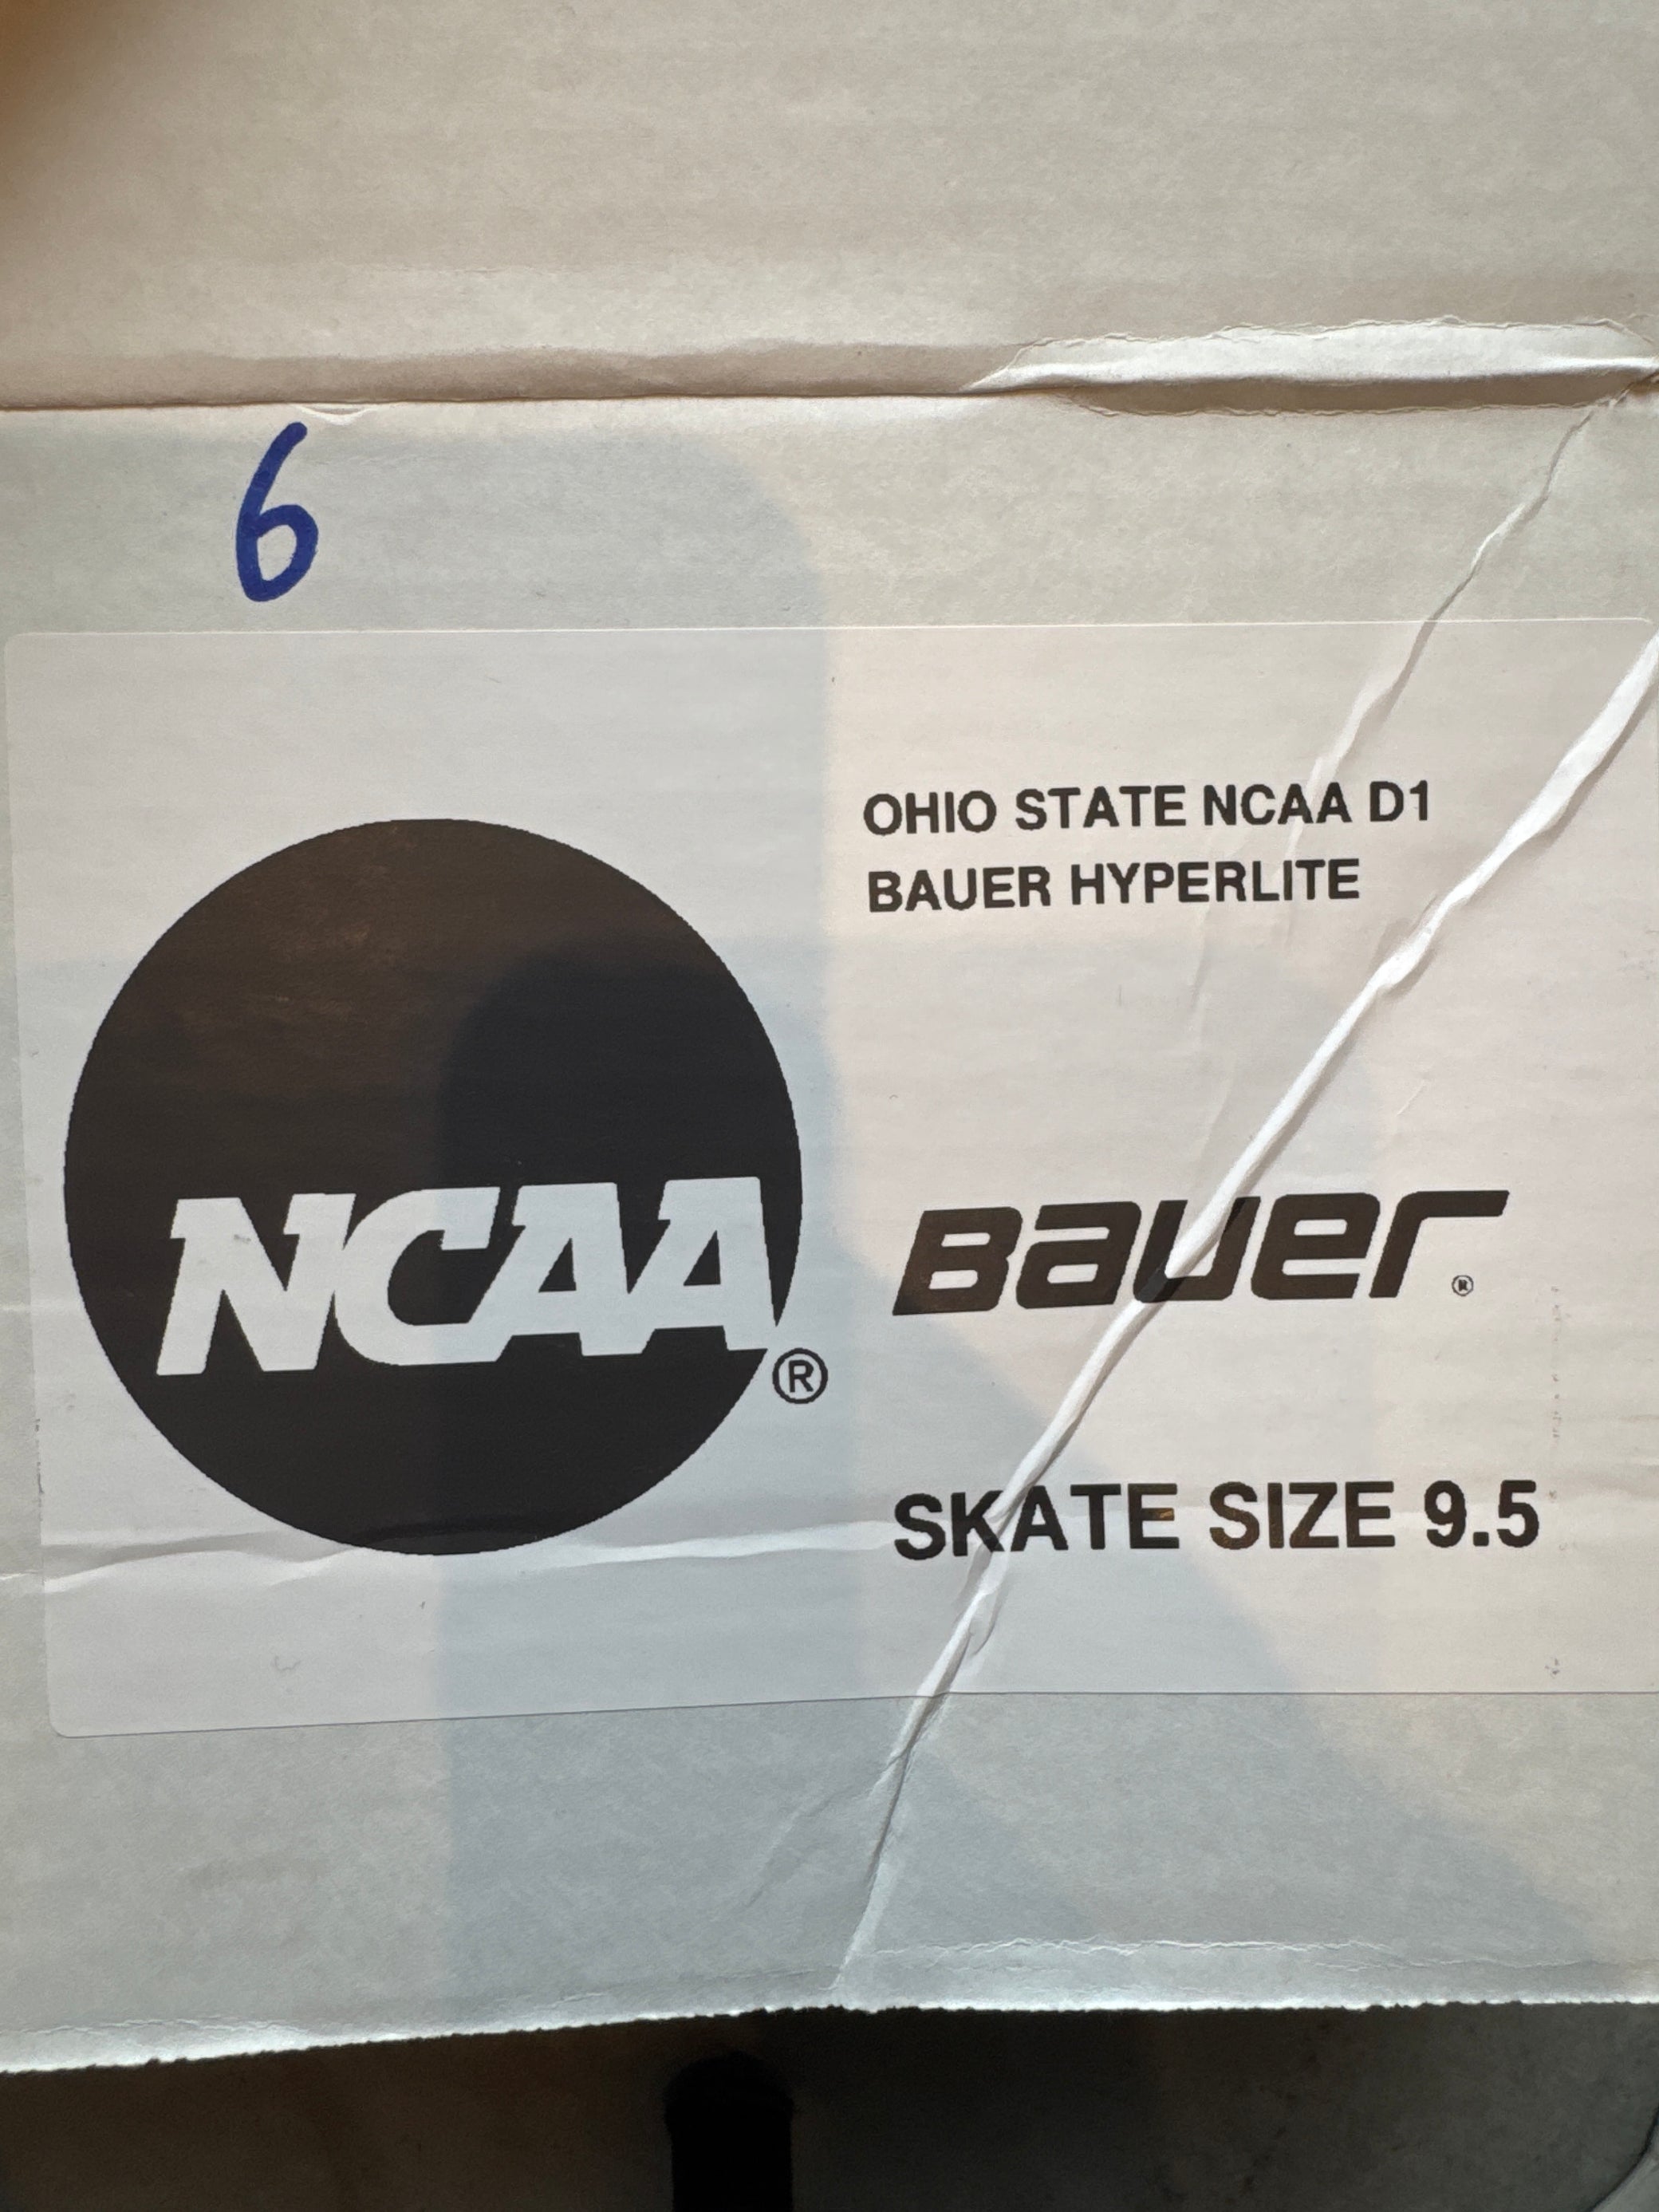 6
OHIO STATE NCAA D1
BAUER HYPERLITE
NCAA®
BAUER®
SKATE SIZE 9.5